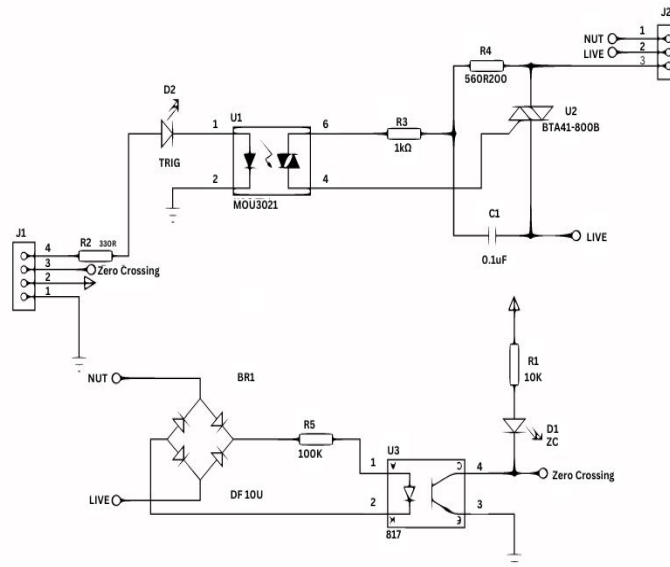 J2
NUT 1
LIVE 2
3
R4
560R200
D2
U1
U2
BTA41-800B
1
6
R3
1kΩ
TRIG
2
4
MOU3021
C1
0.1uF
LIVE
J1
4
R2 330R
3
Zero Crossing
2
1
R1
10K
NUT
BR1
D1
ZC
R5
100K
U3
1
A
C
4
Zero Crossing
LIVE
DF 10U
2
K
E
3
817